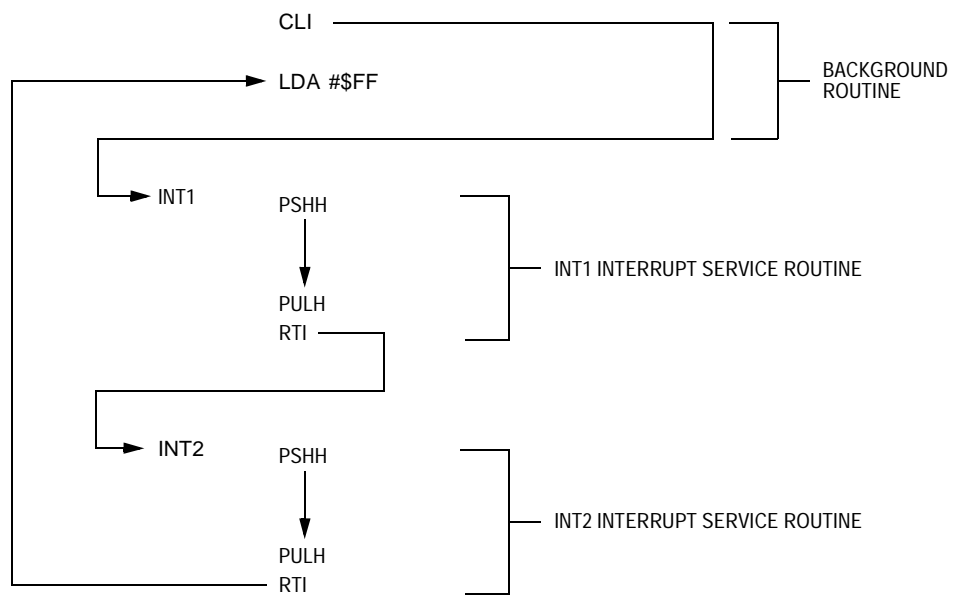 CLI
LDA #$FF
BACKGROUND
ROUTINE
INT1
PSHH
INT1 INTERRUPT SERVICE ROUTINE
PULH
RTI
INT2
PSHH
INT2 INTERRUPT SERVICE ROUTINE
PULH
RTI